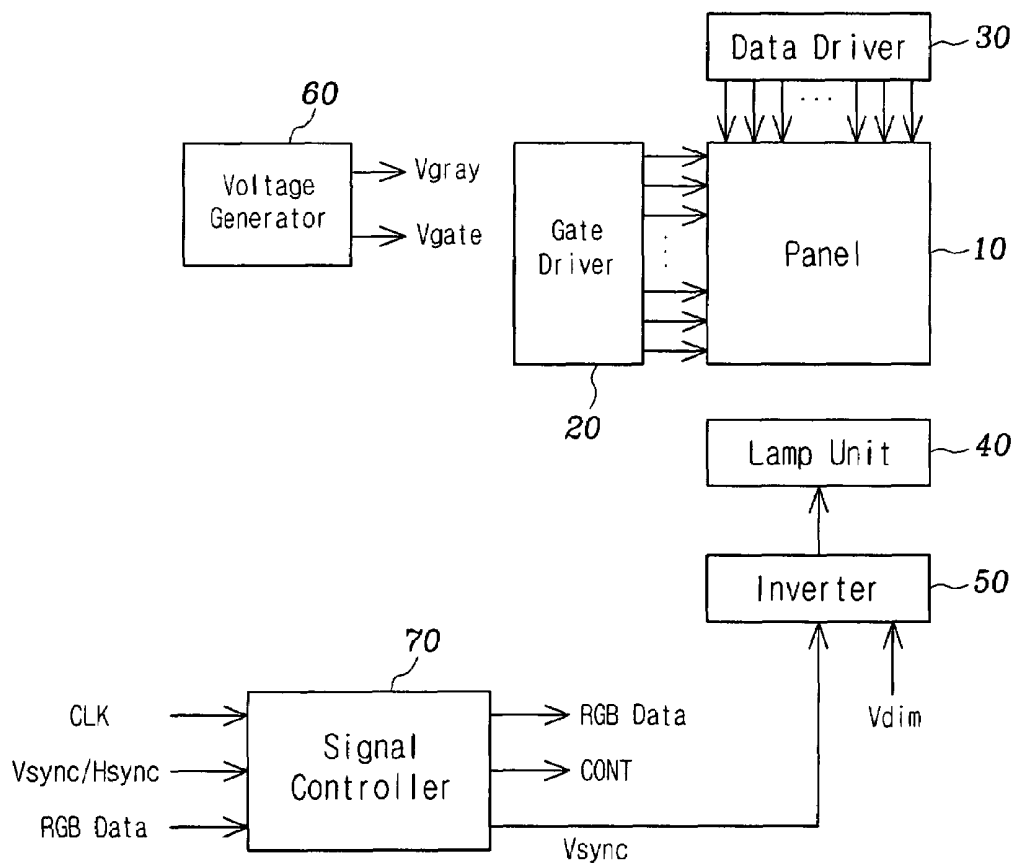 Data Driver
30
60
Voltage
Generator
Vgray
Vgate
Gate
Driver
20
...
Panel
10
Lamp Unit
40
Inverter
50
Vdim
70
CLK
Vsync/Hsync
RGB Data
Signal
Controller
RGB Data
CONT
Vsync